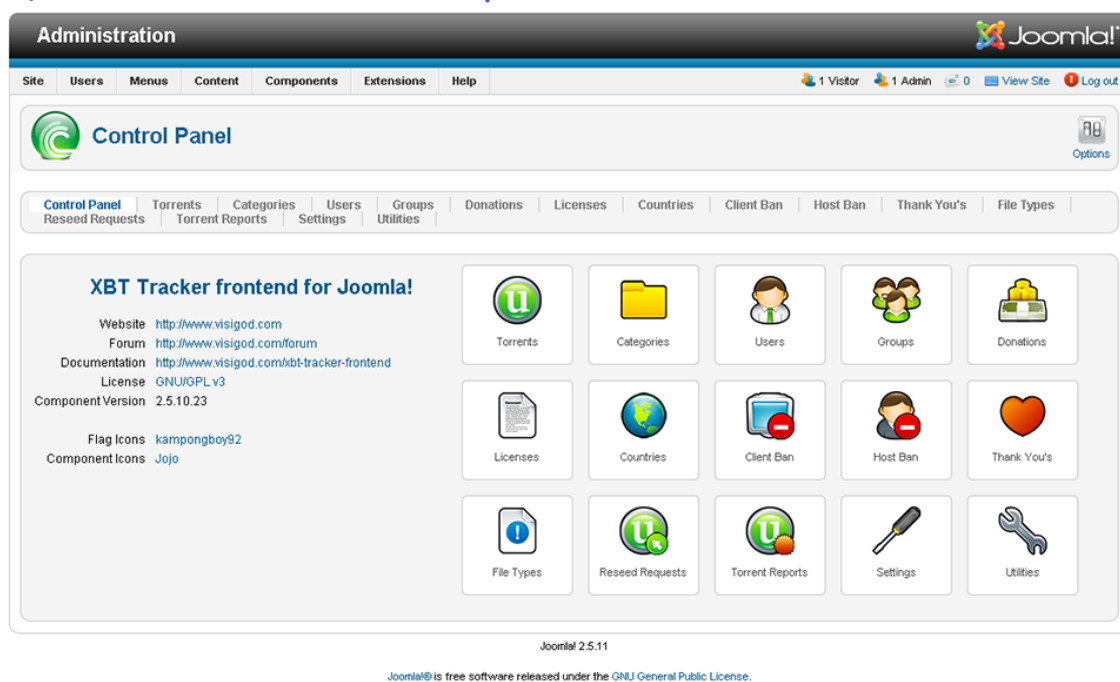 Administration
Joomla!
Site Users Menus Content Components Extensions Help 1 Visitor 1 Admin 0 View Site Log out
Control Panel
Options
Control Panel Torrents Categories Users Groups Donations Licenses Countries Client Ban Host Ban Thank You's File Types
Reseed Requests Torrent Reports Settings Utilities
XBT Tracker frontend for Joomla!
Website http://www.visigod.com
Forum http://www.visigod.com/forum
Documentation http://www.visigod.com/xbt-tracker-frontend
License GNU/GPL v3
Component Version 2.5.10.23
Flag Icons kampongboy92
Component Icons Jojo
Torrents Categories Users Groups Donations
Licenses Countries Client Ban Host Ban Thank You's
File Types Reseed Requests Torrent Reports Settings Utilities
Joomla! 2.5.11
Joomla!® is free software released under the GNU General Public License.